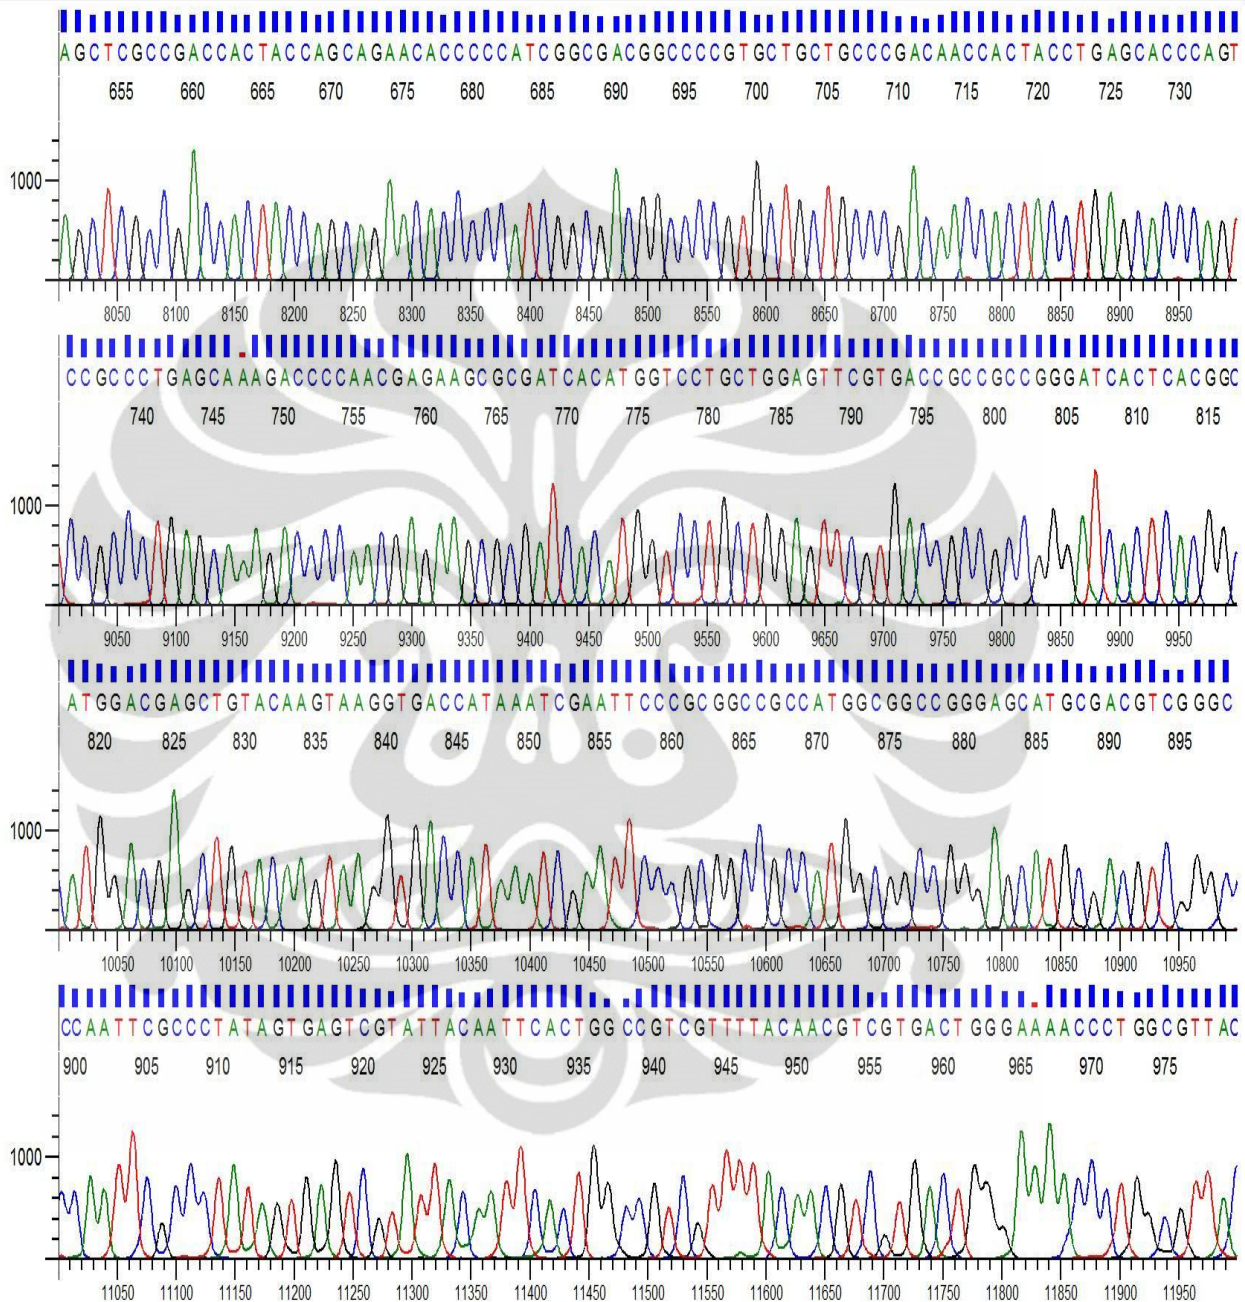 AGCTCGCCGACCACTACCAGCAGAACACCCCCATCGGCGACGGCCCCGTGCTGCTGCCCGACAACCACTACCTGAGCACCCAGT
655 660 665 670 675 680 685 690 695 700 705 710 715 720 725 730
1000
8050 8100 8150 8200 8250 8300 8350 8400 8450 8500 8550 8600 8650 8700 8750 8800 8850 8900 8950
CCGCCCTGAGCAAAGACCCCAACGAGAAGCGCGATCACATGGTCCTGCTGGAGTTCGTGACCGCCGCCGGGATCACTCACGGC
740 745 750 755 760 765 770 775 780 785 790 795 800 805 810 815
1000
9050 9100 9150 9200 9250 9300 9350 9400 9450 9500 9550 9600 9650 9700 9750 9800 9850 9900 9950
ATGGACGAGCTGTACAAGTAAGGTGACCATAAATCGAATTCCCGCGGCCGCCATGGCGGCCGGGAGCATGCGACGTCGGGC
820 825 830 835 840 845 850 855 860 865 870 875 880 885 890 895
1000
10050 10100 10150 10200 10250 10300 10350 10400 10450 10500 10550 10600 10650 10700 10750 10800 10850 10900 10950
CCAATTCGCCCTATAGTGAGTCGTATTACAATTCACTGGCCGTCGTTTTACAACGTCGTGACTGGGAAAACCCTGGCGTTAC
900 905 910 915 920 925 930 935 940 945 950 955 960 965 970 975
1000
11050 11100 11150 11200 11250 11300 11350 11400 11450 11500 11550 11600 11650 11700 11750 11800 11850 11900 11950